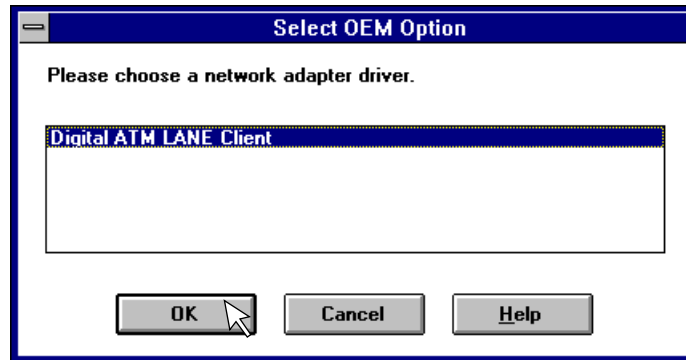 Select OEM Option
Please choose a network adapter driver.
Digital ATM LANE Client
OK Cancel Help